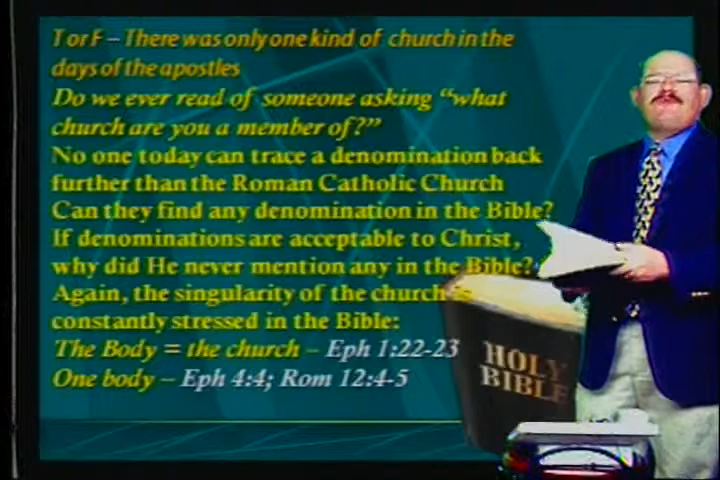 T or F – There was only one kind of church in the
days of the apostles
Do we ever read of someone asking “what
church are you a member of?”
No one today can trace a denomination back
further than the Roman Catholic Church
Can they find any denomination in the Bible?
If denominations are acceptable to Christ,
why did He never mention any in the Bible?
Again, the singularity of the church is
constantly stressed in the Bible:
The Body = the church – Eph 1:22-23
One body – Eph 4:4; Rom 12:4-5
HOLY
BIBLE